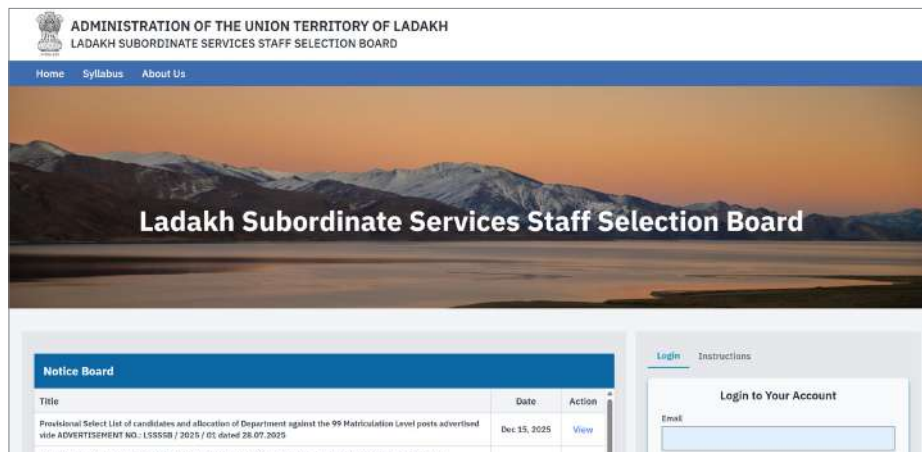 ADMINISTRATION OF THE UNION TERRITORY OF LADAKH
LADAKH SUBORDINATE SERVICES STAFF SELECTION BOARD
Home Syllabus About Us
Ladakh Subordinate Services Staff Selection Board
Notice Board
Title Date Action
Provisional Select List of candidates and allocation of Department against the 99 Matriculation Level posts advertised
vide ADVERTISEMENT NO.: LSSSSB / 2025 / 01 dated 28.07.2025
Dec 15, 2025 View
Login Instructions
Login to Your Account
Email